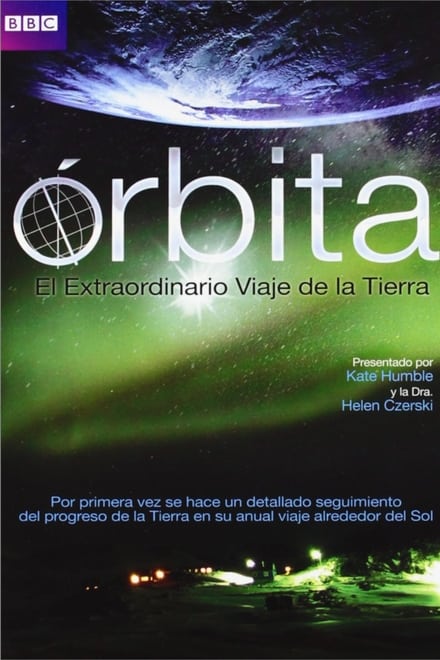 BBC
Órbita
El Extraordinario Viaje de la Tierra
Presentado por
Kate Humble
y la Dra.
Helen Czerski
Por primera vez se hace un detallado seguimiento
del progreso de la Tierra en su anual viaje alrededor del Sol